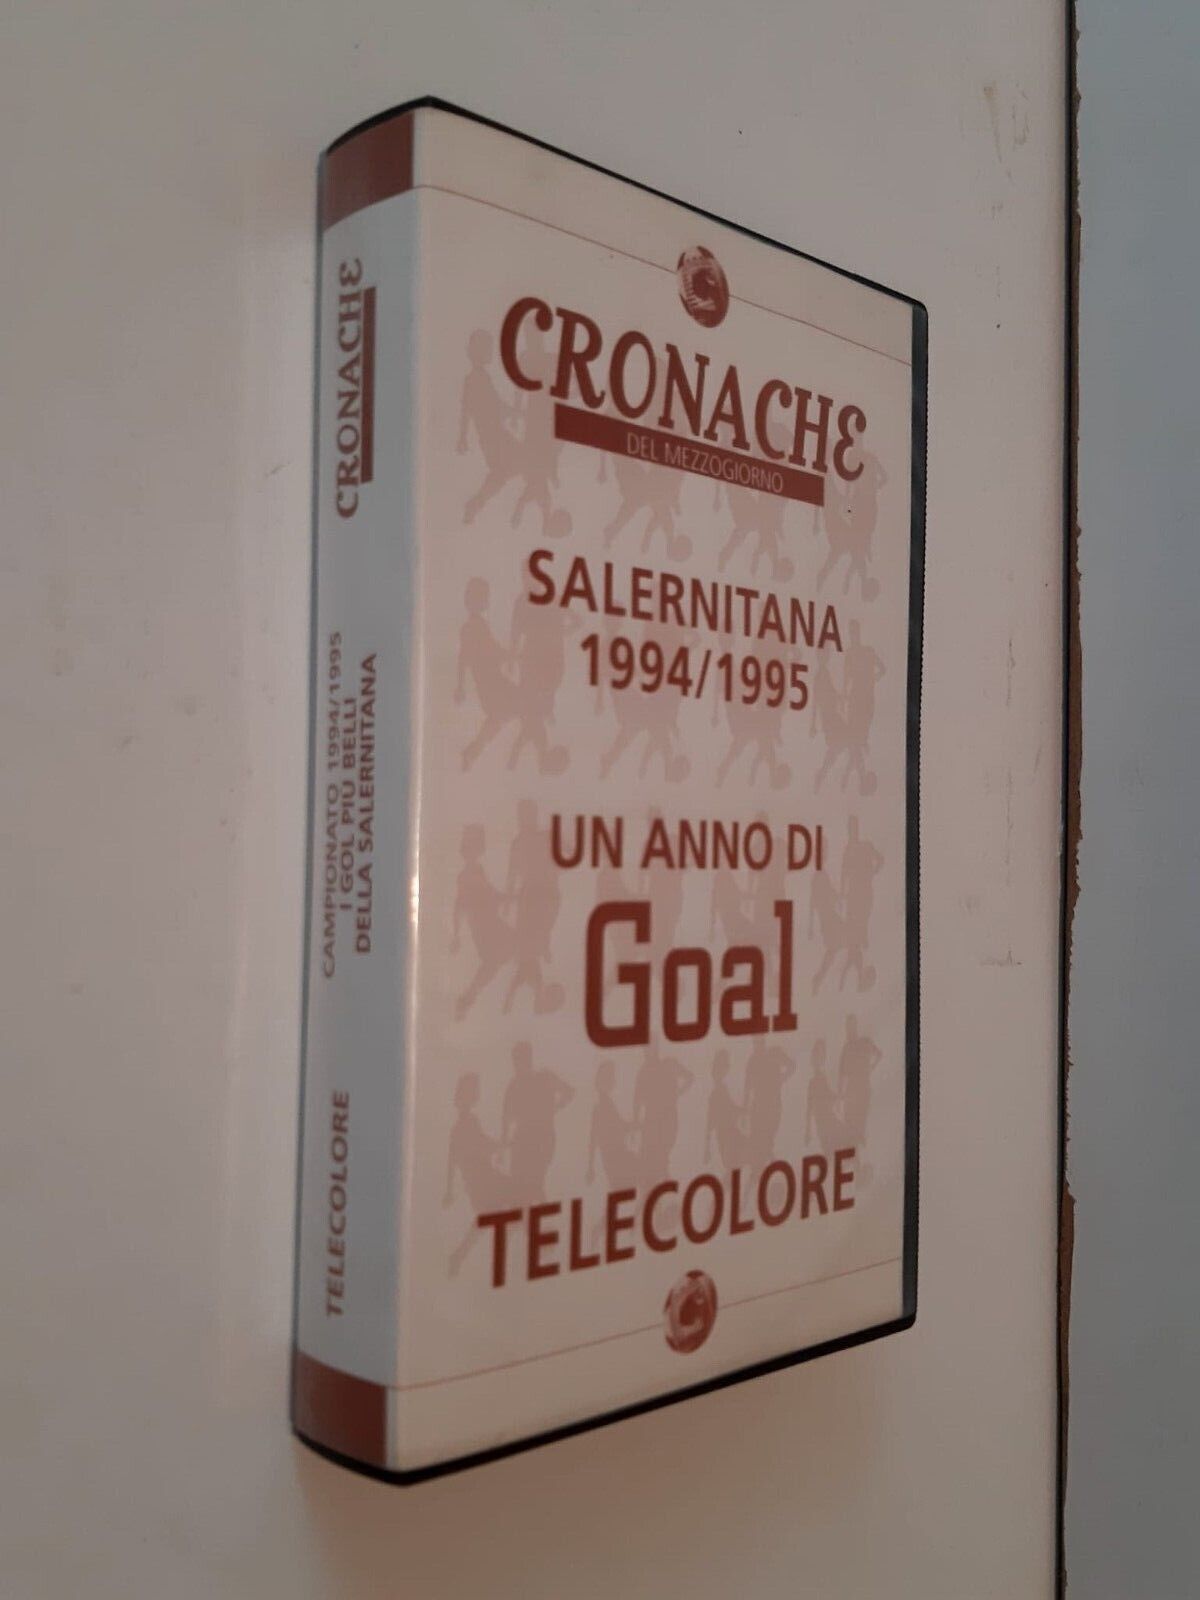 CRONACHE
DEL MEZZOGIORNO
SALERNITANA
1994/1995
UN ANNO DI
Goal
TELECOLORE
CRONACHE
CAMPIONATO 1994/1995
I GOL PIÙ BELLI
DELLA SALERNITANA
TELECOLORE